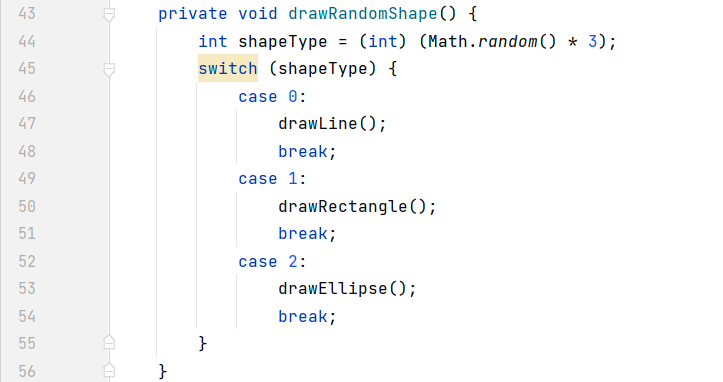 43 private void drawRandomShape() {
44 int shapeType = (int) (Math.random() * 3);
45 switch (shapeType) {
46 case 0:
47 drawLine();
48 break;
49 case 1:
50 drawRectangle();
51 break;
52 case 2:
53 drawEllipse();
54 break;
55 }
56 }